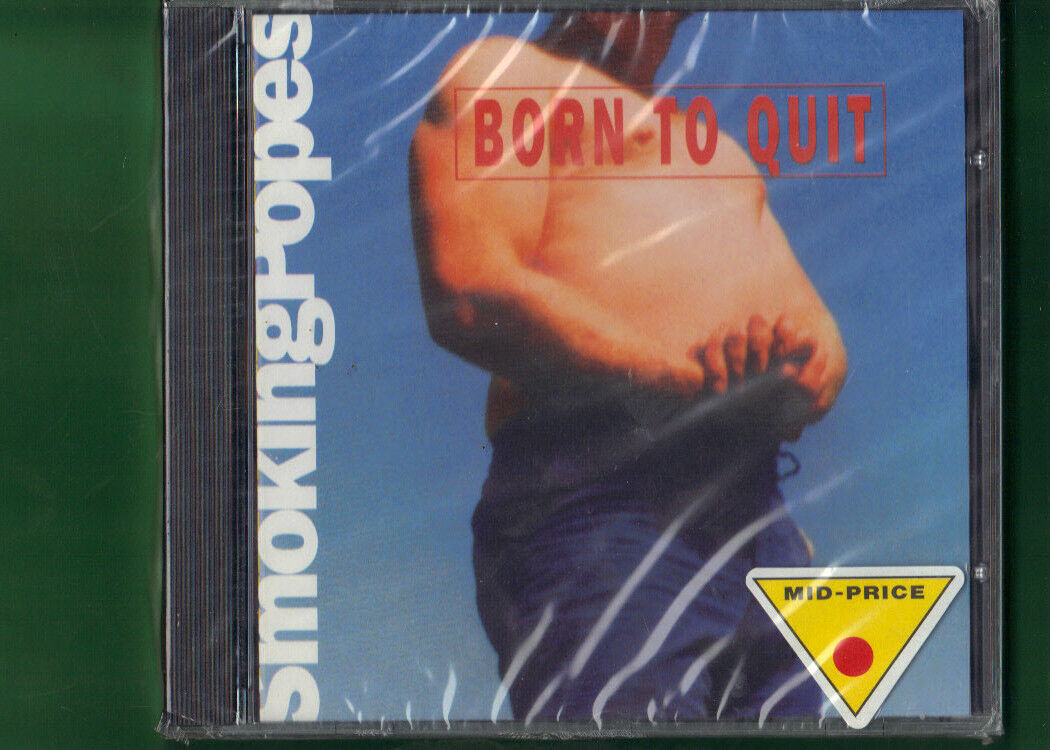 smoking Popes
BORN TO QUIT
MID-PRICE